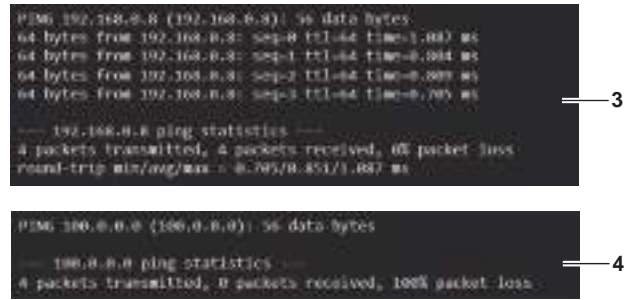 PING 192.168.0.8 (192.168.0.8): 56 data bytes
64 bytes from 192.168.0.8: seq=0 ttl=64 time=1.087 ms
64 bytes from 192.168.0.8: seq=1 ttl=64 time=0.804 ms
64 bytes from 192.168.0.8: seq=2 ttl=64 time=0.809 ms
64 bytes from 192.168.0.8: seq=3 ttl=64 time=0.705 ms
3
--- 192.168.0.8 ping statistics ---
4 packets transmitted, 4 packets received, 0% packet loss
round-trip min/avg/max = 0.705/0.851/1.087 ms
PING 100.0.0.0 (100.0.0.0): 56 data bytes
--- 100.0.0.0 ping statistics ---
4
4 packets transmitted, 0 packets received, 100% packet loss